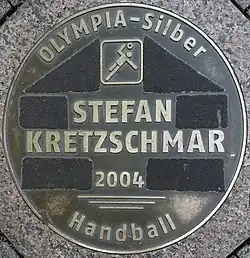 OLYMPIA-Silber
STEFAN
KRETZSCHMAR
2004
Handball